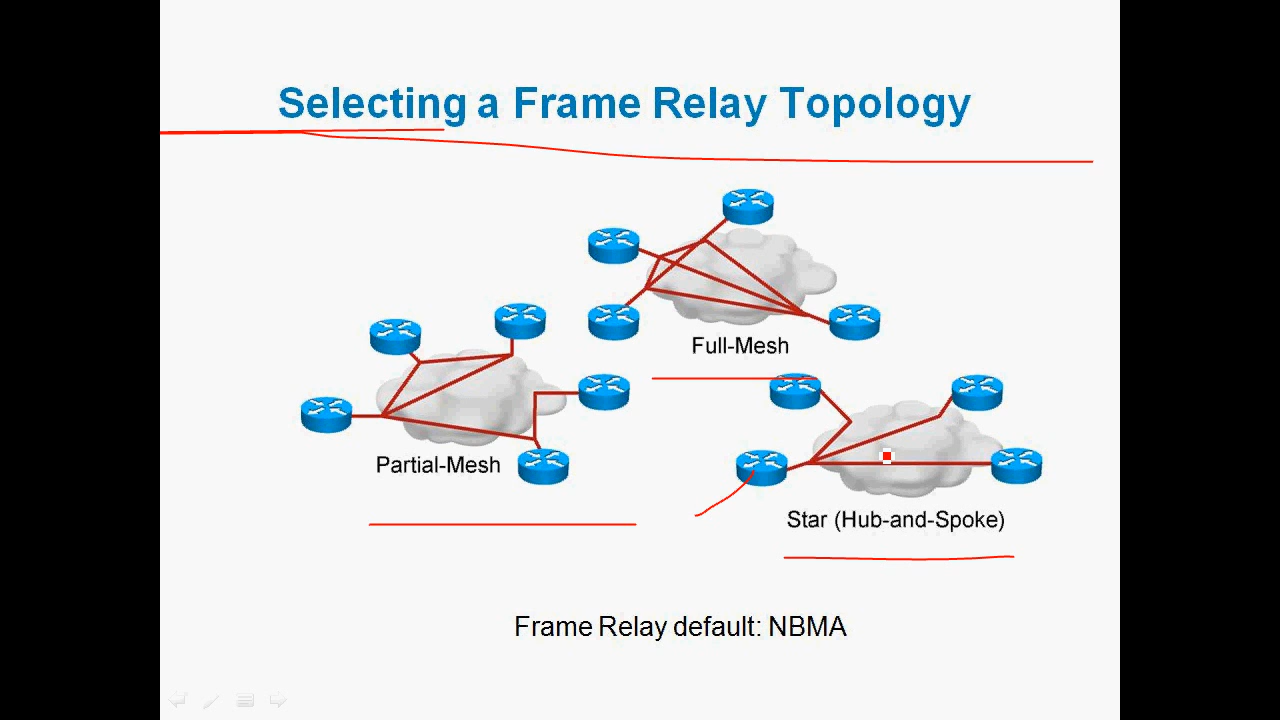 Selecting a Frame Relay Topology
Full-Mesh
Partial-Mesh
Star (Hub-and-Spoke)
Frame Relay default: NBMA